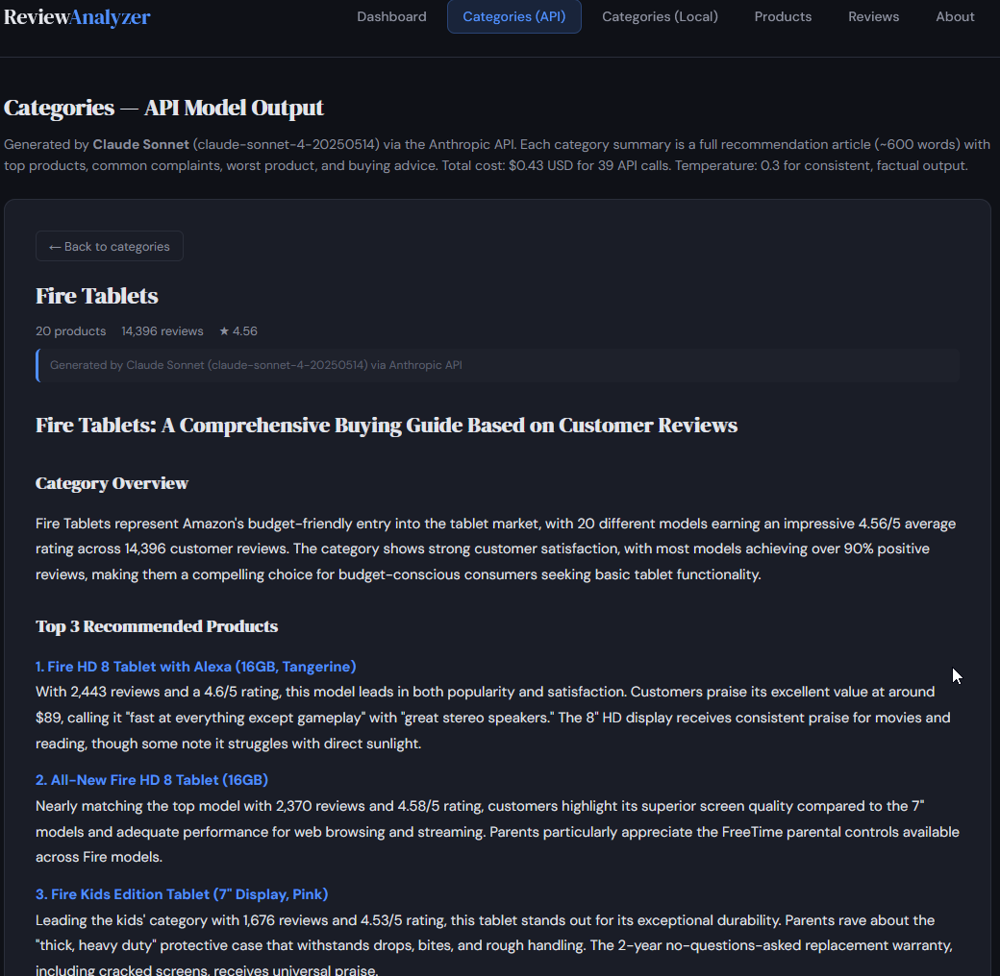 ReviewAnalyzer
Dashboard
Categories (API)
Categories (Local)
Products
Reviews
About
Categories — API Model Output
Generated by Claude Sonnet (claude-sonnet-4-20250514) via the Anthropic API. Each category summary is a full recommendation article (~600 words) with
top products, common complaints, worst product, and buying advice. Total cost: $0.43 USD for 39 API calls. Temperature: 0.3 for consistent, factual output.
← Back to categories
Fire Tablets
20 products 14,396 reviews ★ 4.56
Generated by Claude Sonnet (claude-sonnet-4-20250514) via Anthropic API
Fire Tablets: A Comprehensive Buying Guide Based on Customer Reviews
Category Overview
Fire Tablets represent Amazon's budget-friendly entry into the tablet market, with 20 different models earning an impressive 4.56/5 average
rating across 14,396 customer reviews. The category shows strong customer satisfaction, with most models achieving over 90% positive
reviews, making them a compelling choice for budget-conscious consumers seeking basic tablet functionality.
Top 3 Recommended Products
1. Fire HD 8 Tablet with Alexa (16GB, Tangerine)
With 2,443 reviews and a 4.6/5 rating, this model leads in both popularity and satisfaction. Customers praise its excellent value at around
$89, calling it "fast at everything except gameplay" with "great stereo speakers." The 8" HD display receives consistent praise for movies and
reading, though some note it struggles with direct sunlight.
2. All-New Fire HD 8 Tablet (16GB)
Nearly matching the top model with 2,370 reviews and 4.58/5 rating, customers highlight its superior screen quality compared to the 7"
models and adequate performance for web browsing and streaming. Parents particularly appreciate the FreeTime parental controls available
across Fire models.
3. Fire Kids Edition Tablet (7" Display, Pink)
Leading the kids' category with 1,676 reviews and 4.53/5 rating, this tablet stands out for its exceptional durability. Parents rave about the
"thick, heavy duty" protective case that withstands drops, bites, and rough handling. The 2-year no-questions-asked replacement warranty,
including cracked screens, receives universal praise.